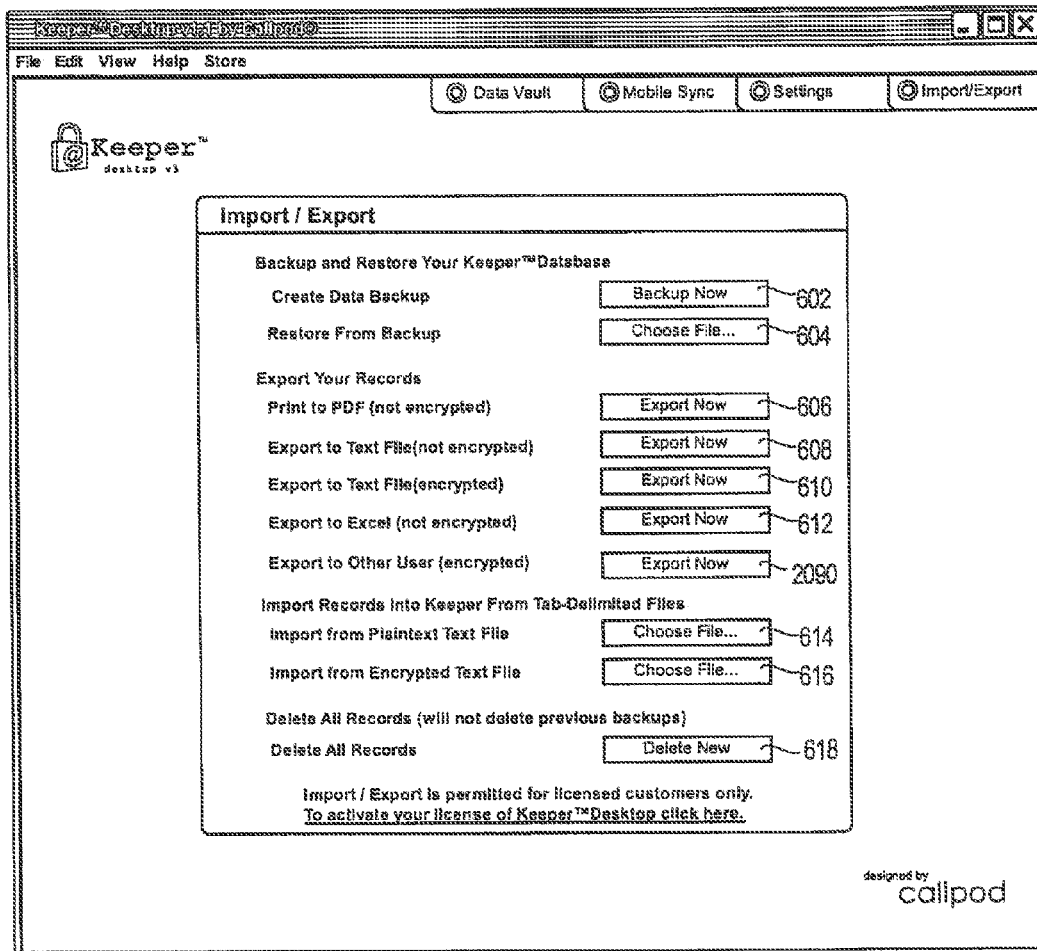 Keeper™ Desktop v1.1 by Callpod©
File Edit View Help Store
Data Vault Mobile Sync Settings Import/Export
@ Keeper™
desktop v3
Import / Export
Backup and Restore Your Keeper™Database
Create Data Backup Backup Now 602
Restore From Backup Choose File... 604
Export Your Records
Print to PDF (not encrypted) Export Now 606
Export to Text File(not encrypted) Export Now 608
Export to Text File(encrypted) Export Now 610
Export to Excel (not encrypted) Export Now 612
Export to Other User (encrypted) Export Now 2090
Import Records into Keeper From Tab-Delimited Files
Import from Plaintext Text File Choose File... 614
Import from Encrypted Text File Choose File... 616
Delete All Records (will not delete previous backups)
Delete All Records Delete New 618
Import / Export is permitted for licensed customers only.
To activate your license of Keeper™Desktop click here.
designed by
callpod